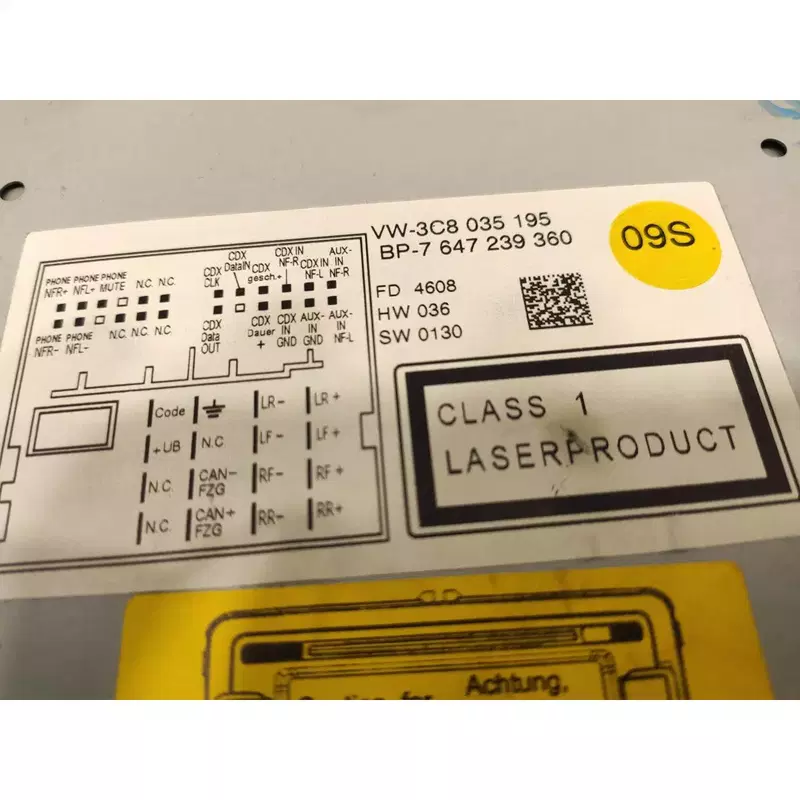 VW-3C8 035 195
BP-7 647 239 360
09S
FD 4608
HW 036
SW 0130
CLASS 1
LASERPRODUCT
PHONE PHONE PHONE
NFR+ NFL+ MUTE N.C. N.C.
CDX CLK
CDX DataIN
CDX gesch.+
CDX IN NF-R
CDX IN NF-L
AUX-IN NF-R
PHONE PHONE N.C. N.C. N.C.
NFR- NFL-
CDX Data OUT
CDX Dauer +
CDX IN GND
AUX-IN GND
AUX-IN NF-L
Code LR- LR+
+UB N.C. LF- LF+
N.C. CAN-FZG RF- RF+
N.C. CAN+FZG RR- RR+
Achtung,